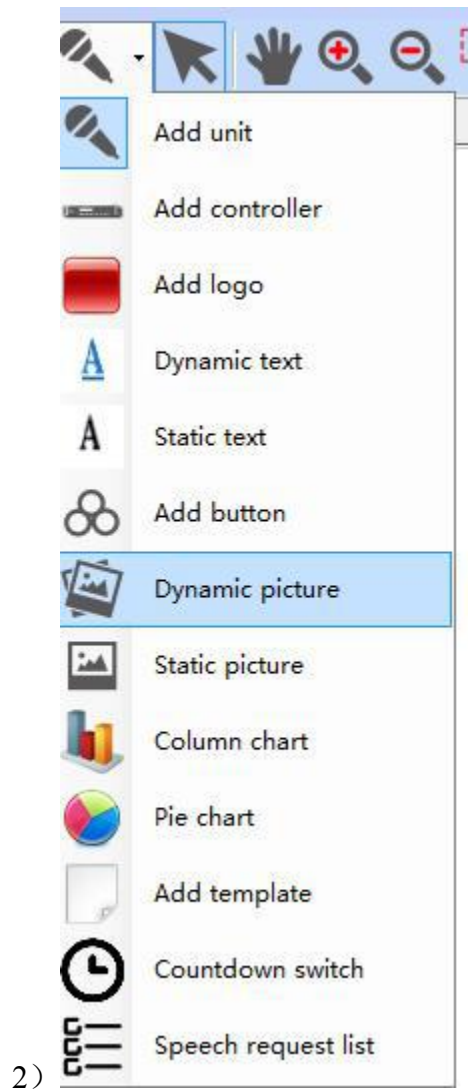 Add unit
Add controller
Add logo
A Dynamic text
A Static text
Add button
Dynamic picture
Static picture
Column chart
Pie chart
Add template
Countdown switch
2） Speech request list